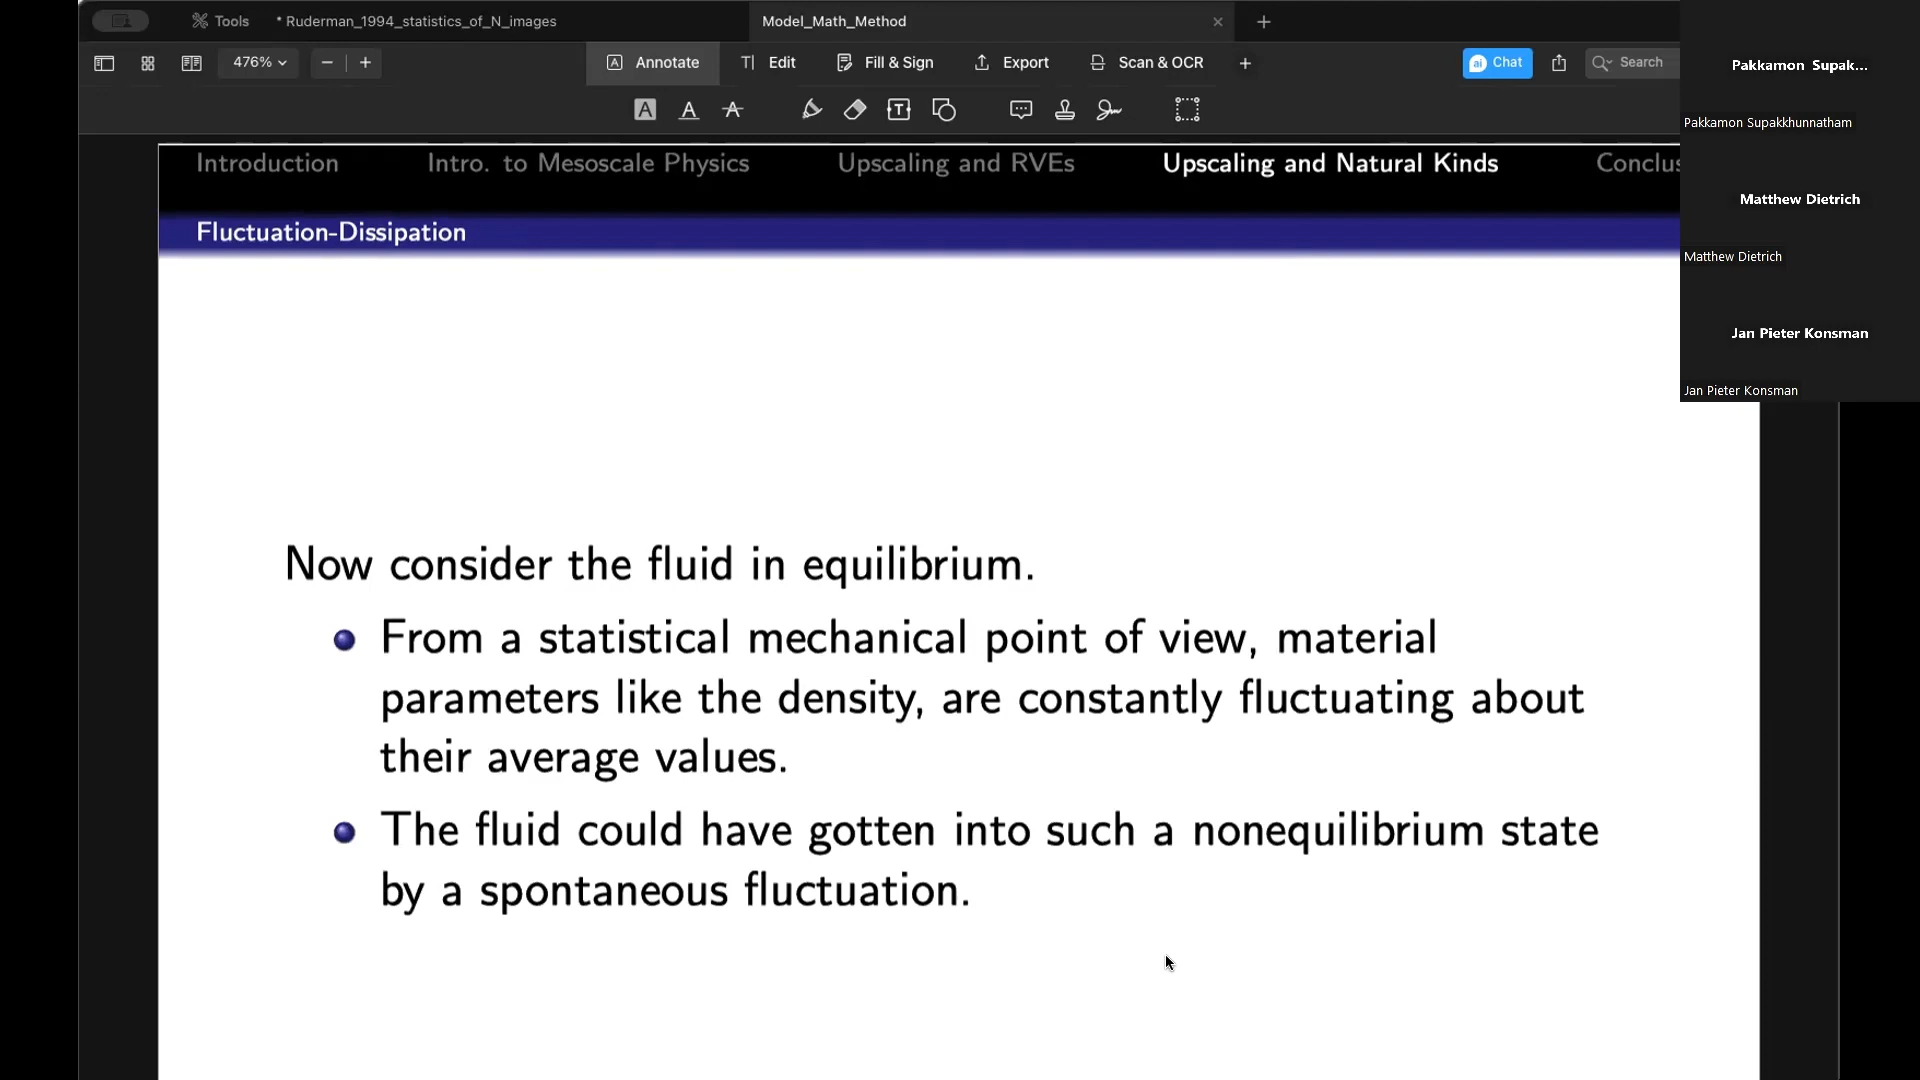 Tools
* Ruderman_1994_statistics_of_N_images
Model_Math_Method
476%
Annotate
Edit
Fill & Sign
Export
Scan & OCR
ai Chat
Search
Introduction
Intro. to Mesoscale Physics
Upscaling and RVEs
Upscaling and Natural Kinds
Conclus
Fluctuation-Dissipation
Now consider the fluid in equilibrium.
From a statistical mechanical point of view, material
parameters like the density, are constantly fluctuating about
their average values.
The fluid could have gotten into such a nonequilibrium state
by a spontaneous fluctuation.
Pakkamon Supak...
Pakkamon Supakkhunnatham
Matthew Dietrich
Matthew Dietrich
Jan Pieter Konsman
Jan Pieter Konsman